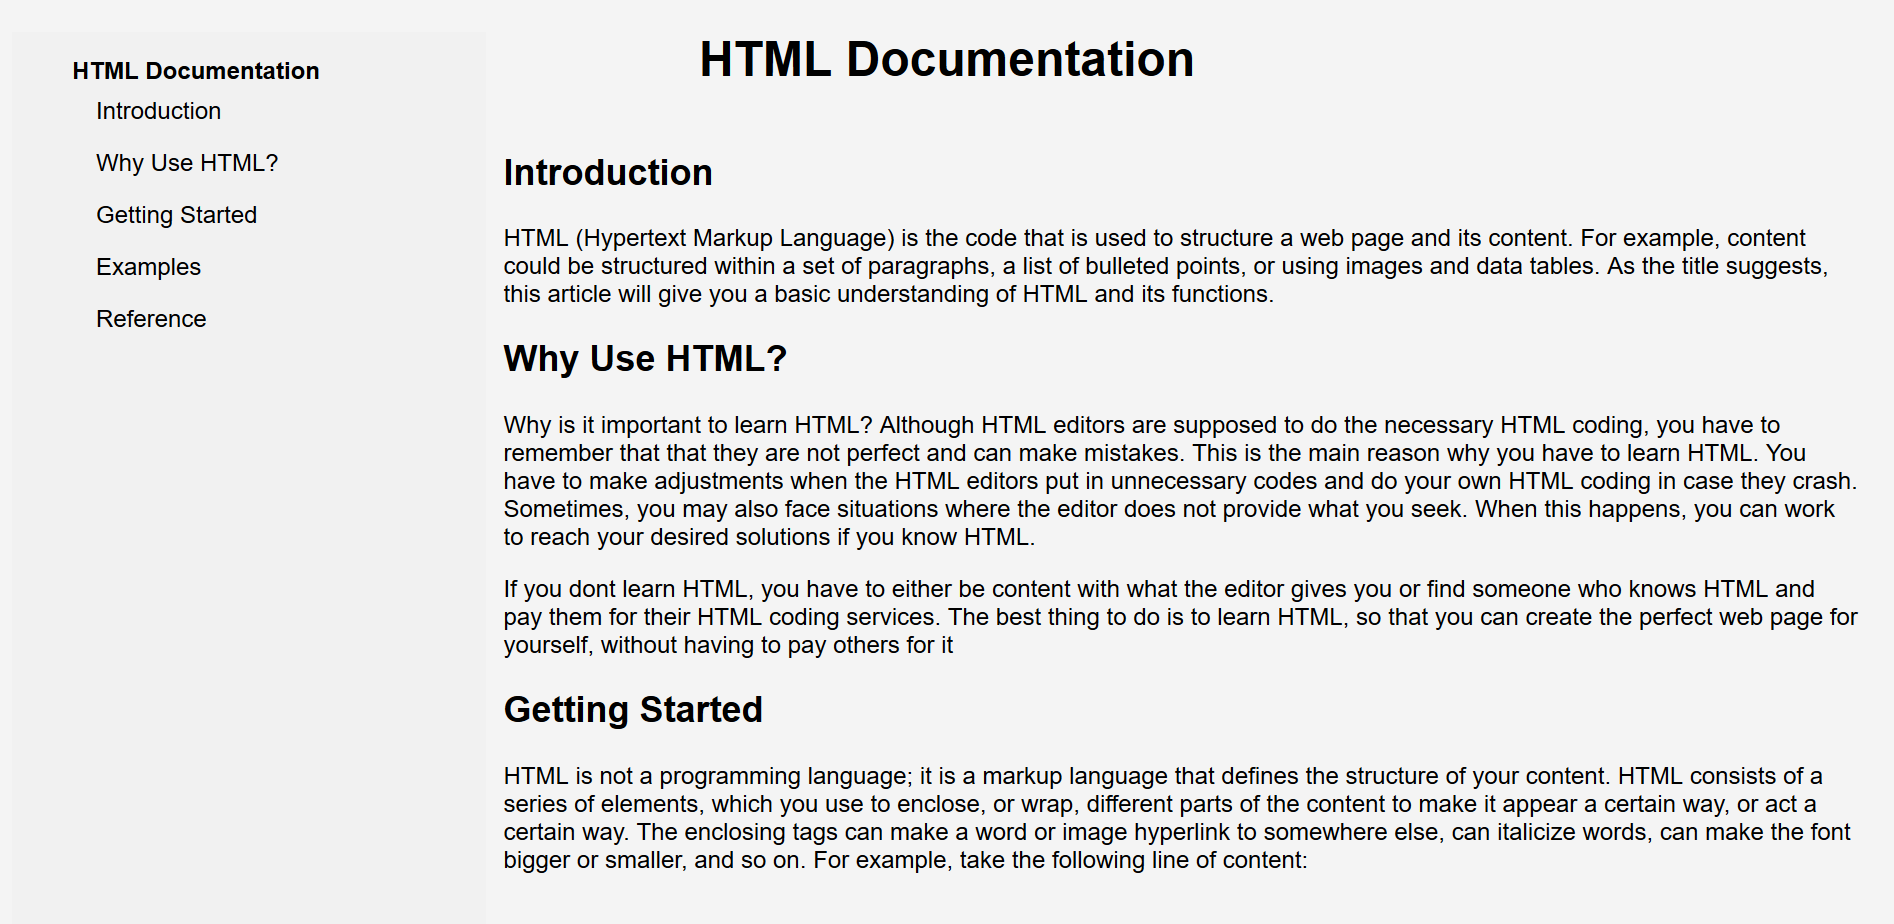 HTML Documentation
Introduction
Why Use HTML?
Getting Started
Examples
Reference
HTML Documentation
Introduction
HTML (Hypertext Markup Language) is the code that is used to structure a web page and its content. For example, content
could be structured within a set of paragraphs, a list of bulleted points, or using images and data tables. As the title suggests,
this article will give you a basic understanding of HTML and its functions.
Why Use HTML?
Why is it important to learn HTML? Although HTML editors are supposed to do the necessary HTML coding, you have to
remember that that they are not perfect and can make mistakes. This is the main reason why you have to learn HTML. You
have to make adjustments when the HTML editors put in unnecessary codes and do your own HTML coding in case they crash.
Sometimes, you may also face situations where the editor does not provide what you seek. When this happens, you can work
to reach your desired solutions if you know HTML.
If you dont learn HTML, you have to either be content with what the editor gives you or find someone who knows HTML and
pay them for their HTML coding services. The best thing to do is to learn HTML, so that you can create the perfect web page for
yourself, without having to pay others for it
Getting Started
HTML is not a programming language; it is a markup language that defines the structure of your content. HTML consists of a
series of elements, which you use to enclose, or wrap, different parts of the content to make it appear a certain way, or act a
certain way. The enclosing tags can make a word or image hyperlink to somewhere else, can italicize words, can make the font
bigger or smaller, and so on. For example, take the following line of content: